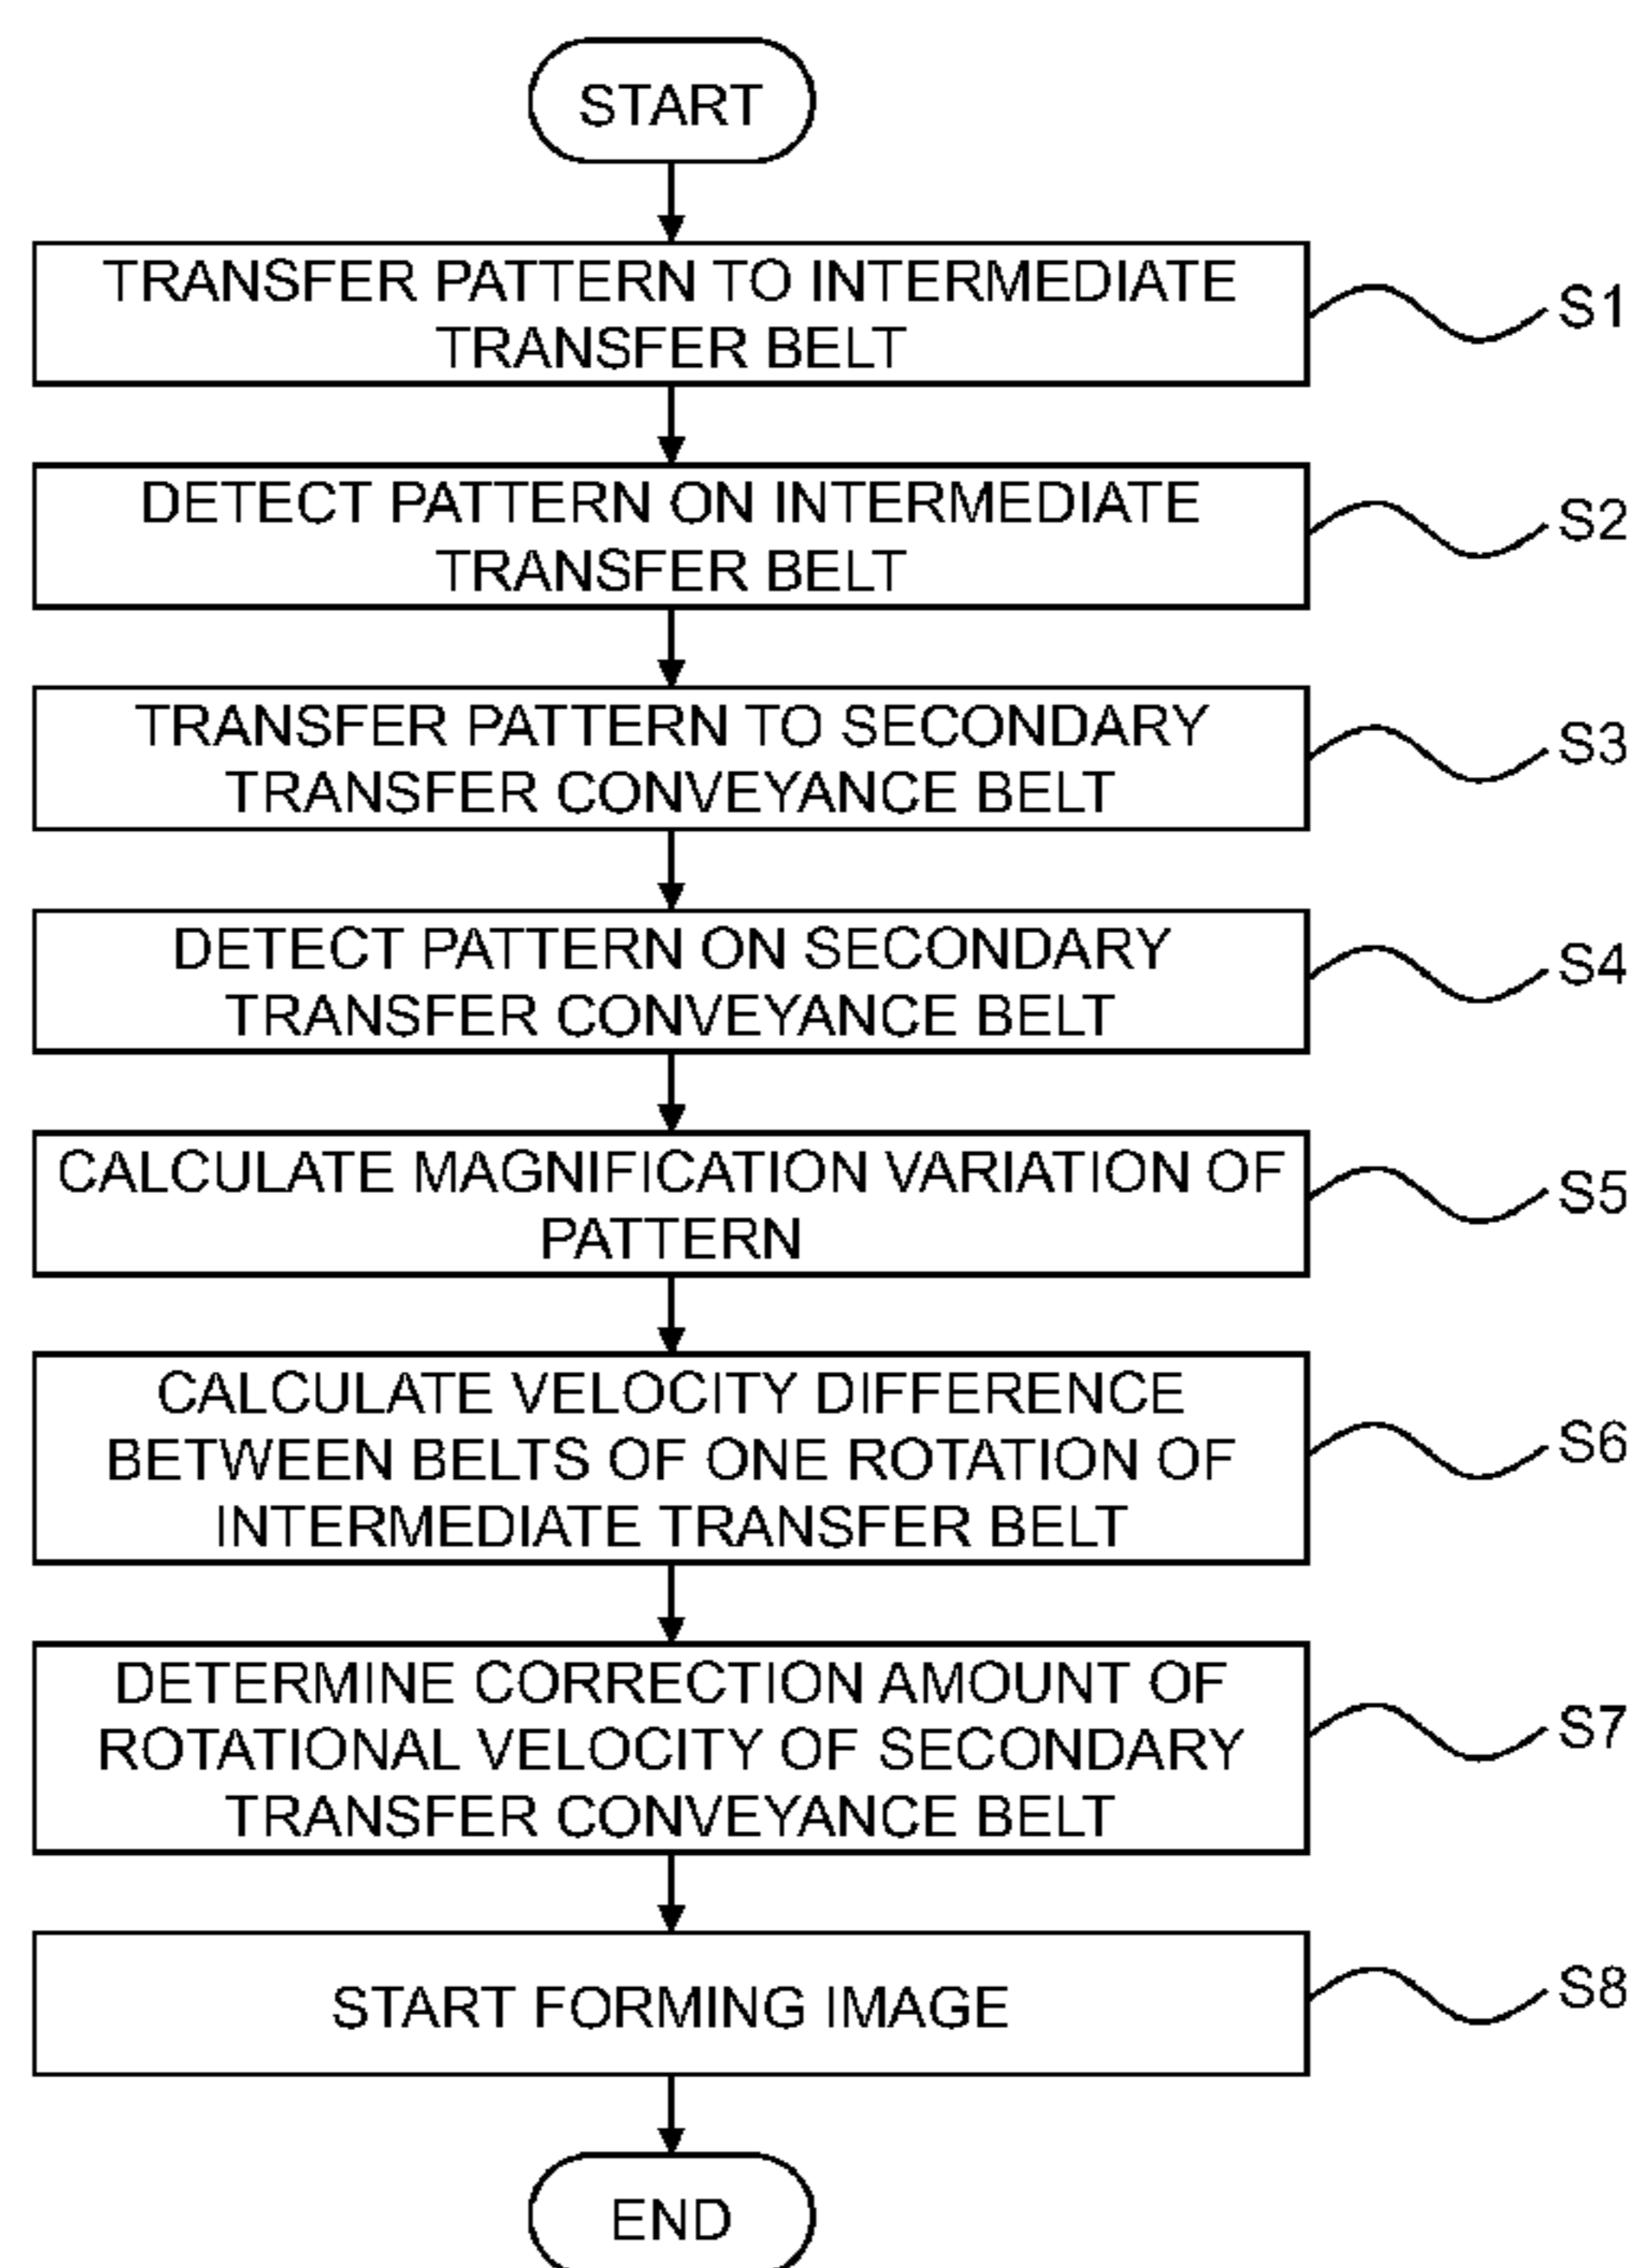 START
TRANSFER PATTERN TO INTERMEDIATE
TRANSFER BELT
S1
DETECT PATTERN ON INTERMEDIATE
TRANSFER BELT
S2
TRANSFER PATTERN TO SECONDARY
TRANSFER CONVEYANCE BELT
S3
DETECT PATTERN ON SECONDARY
TRANSFER CONVEYANCE BELT
S4
CALCULATE MAGNIFICATION VARIATION OF
PATTERN
S5
CALCULATE VELOCITY DIFFERENCE
BETWEEN BELTS OF ONE ROTATION OF
INTERMEDIATE TRANSFER BELT
S6
DETERMINE CORRECTION AMOUNT OF
ROTATIONAL VELOCITY OF SECONDARY
TRANSFER CONVEYANCE BELT
S7
START FORMING IMAGE
S8
END